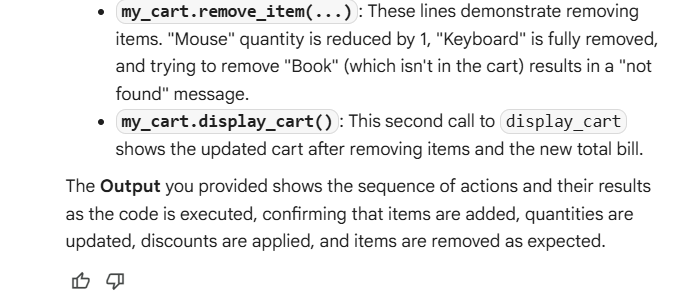 • my_cart.remove_item(...): These lines demonstrate removing
items. "Mouse" quantity is reduced by 1, "Keyboard" is fully removed,
and trying to remove "Book" (which isn't in the cart) results in a "not
found" message.
• my_cart.display_cart(): This second call to display_cart
shows the updated cart after removing items and the new total bill.
The Output you provided shows the sequence of actions and their results
as the code is executed, confirming that items are added, quantities are
updated, discounts are applied, and items are removed as expected.